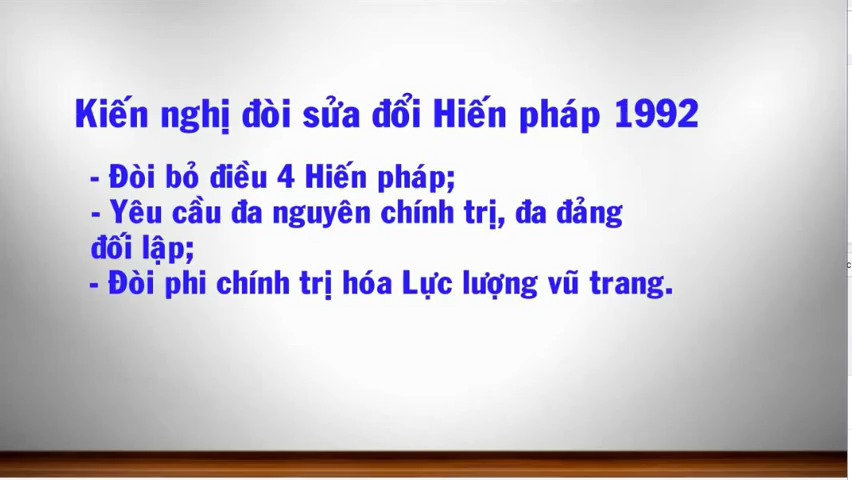 Kiến nghị đòi sửa đổi Hiến pháp 1992
- Đòi bỏ điều 4 Hiến pháp;
- Yêu cầu đa nguyên chính trị, đa đảng
đối lập;
- Đòi phi chính trị hóa Lực lượng vũ trang.